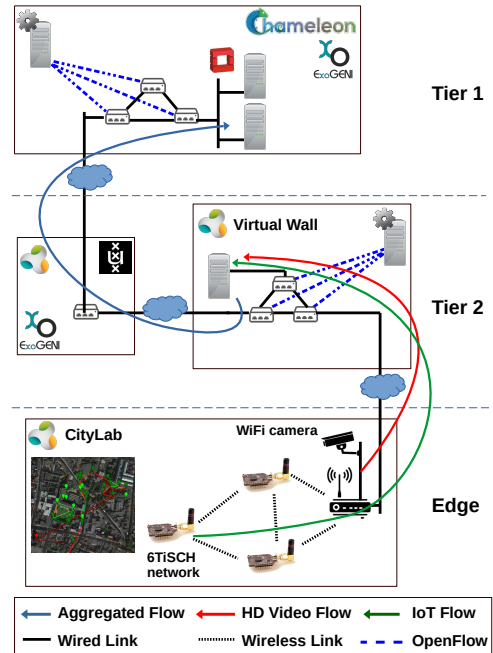 hameleon
ExoGENI
Tier 1
Virtual Wall
ExoGENI
Tier 2
CityLab
WiFi camera
6TiSCH
network
Edge
Aggregated Flow
HD Video Flow
IoT Flow
Wired Link
Wireless Link
OpenFlow